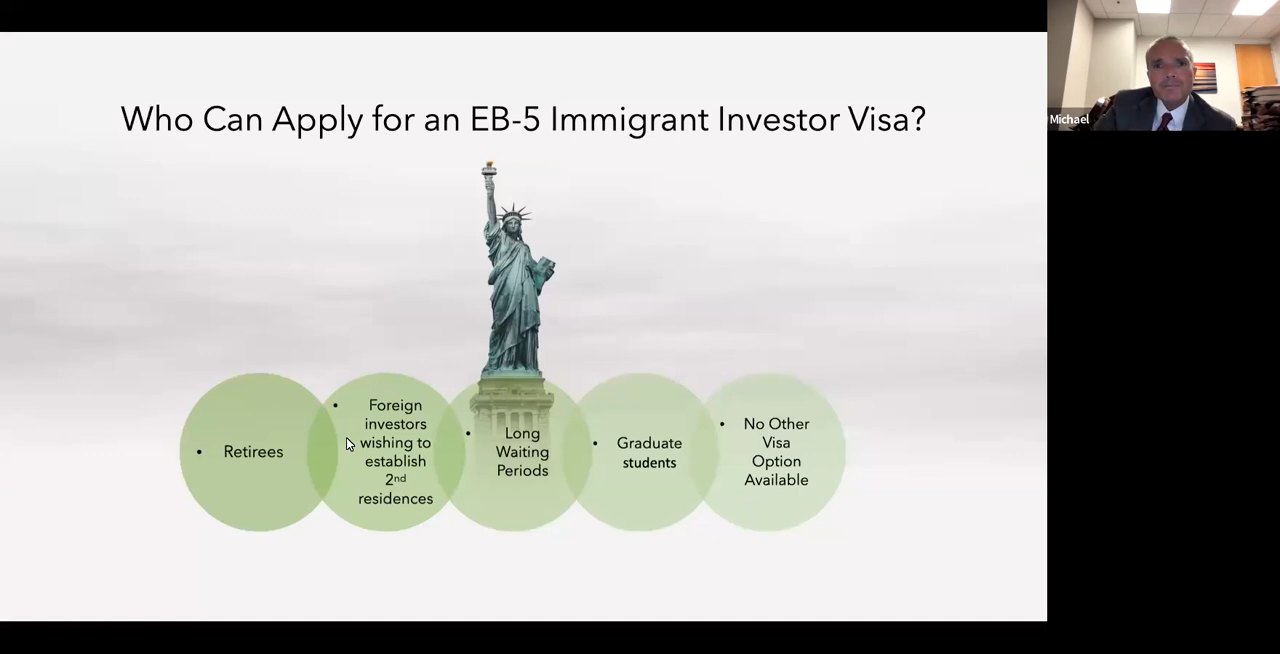 Who Can Apply for an EB-5 Immigrant Investor Visa?
Michael
• Retirees
• Foreign
investors
wishing to
establish
2nd
residences
• Long
Waiting
Periods
• Graduate
students
• No Other
Visa
Option
Available